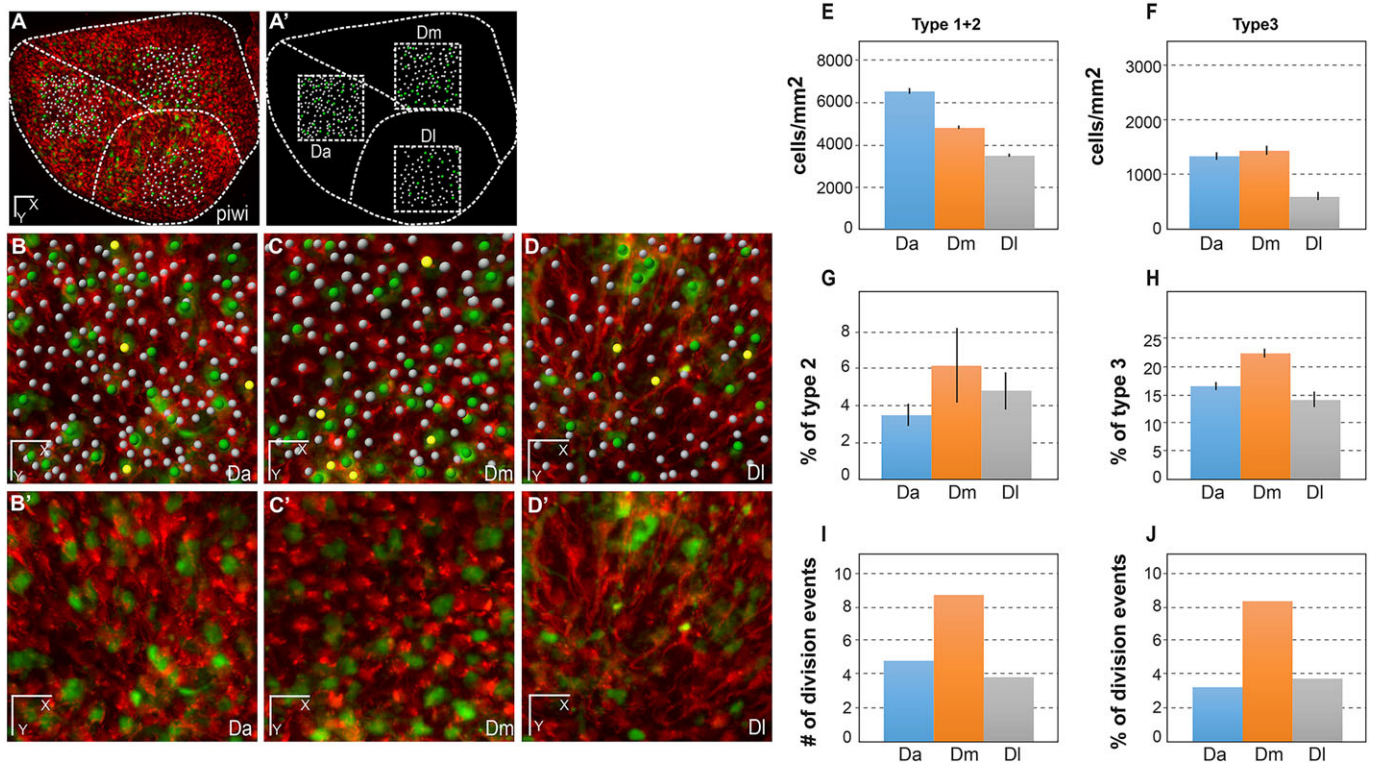 A
X
Y
piwi
A’
Dm
Da
Dl
B
X
Y
Da
C
X
Y
Dm
D
X
Y
Dl
B’
X
Y
Da
C’
X
Y
Dm
D’
X
Y
Dl
E
Type 1+2
cells/mm2
8000
6000
4000
2000
0
Da Dm Dl
F
Type3
cells/mm2
3000
2000
1000
0
Da Dm Dl
G
% of type 2
8
6
4
2
0
Da Dm Dl
H
% of type 3
25
20
15
10
5
0
Da Dm Dl
I
# of division events
10
8
6
4
2
0
Da Dm Dl
J
% of division events
10
8
6
4
2
0
Da Dm Dl